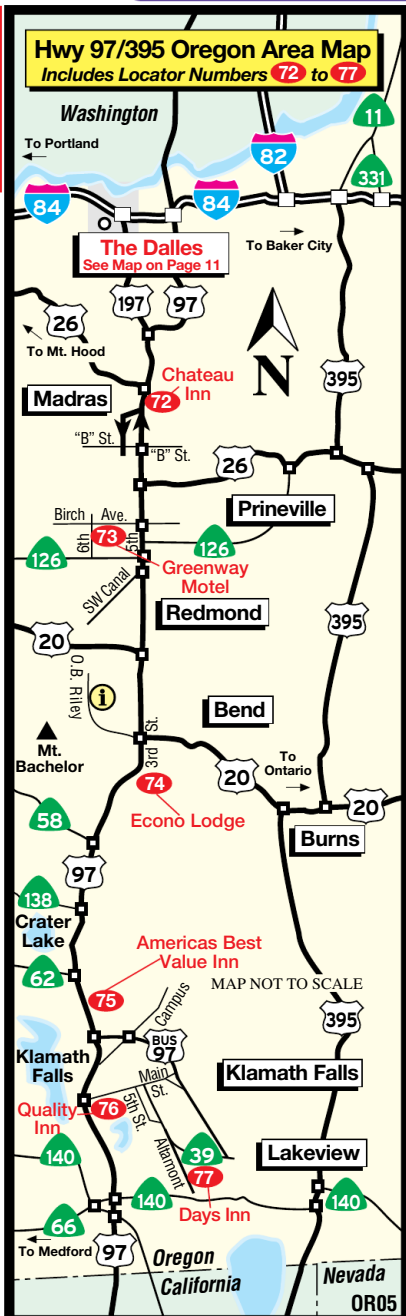 Hwy 97/395 Oregon Area Map
Includes Locator Numbers 72 to 77
Washington
To Portland
11
82
331
84
84
The Dalles
See Map on Page 11
To Baker City
197
97
26
To Mt. Hood
N
395
Chateau
Inn
72
Madras
"B" St.
"B" St.
26
Prineville
Birch Ave.
73
6th
5th
126
126
Greenway
Motel
SW Canal
Redmond
395
20
O.B. Riley
i
Bend
Mt.
Bachelor
3rd St.
To
Ontario
74
20
20
Econo Lodge
58
Burns
97
138
Crater
Lake
Americas Best
Value Inn
62
MAP NOT TO SCALE
75
Campus
395
BUS
97
Klamath
Falls
Klamath Falls
Main
St.
Quality
Inn
76
5th St.
Altamont
39
Lakeview
140
77
140
140
Days Inn
66
To Medford
97
Oregon
California
Nevada
OR05